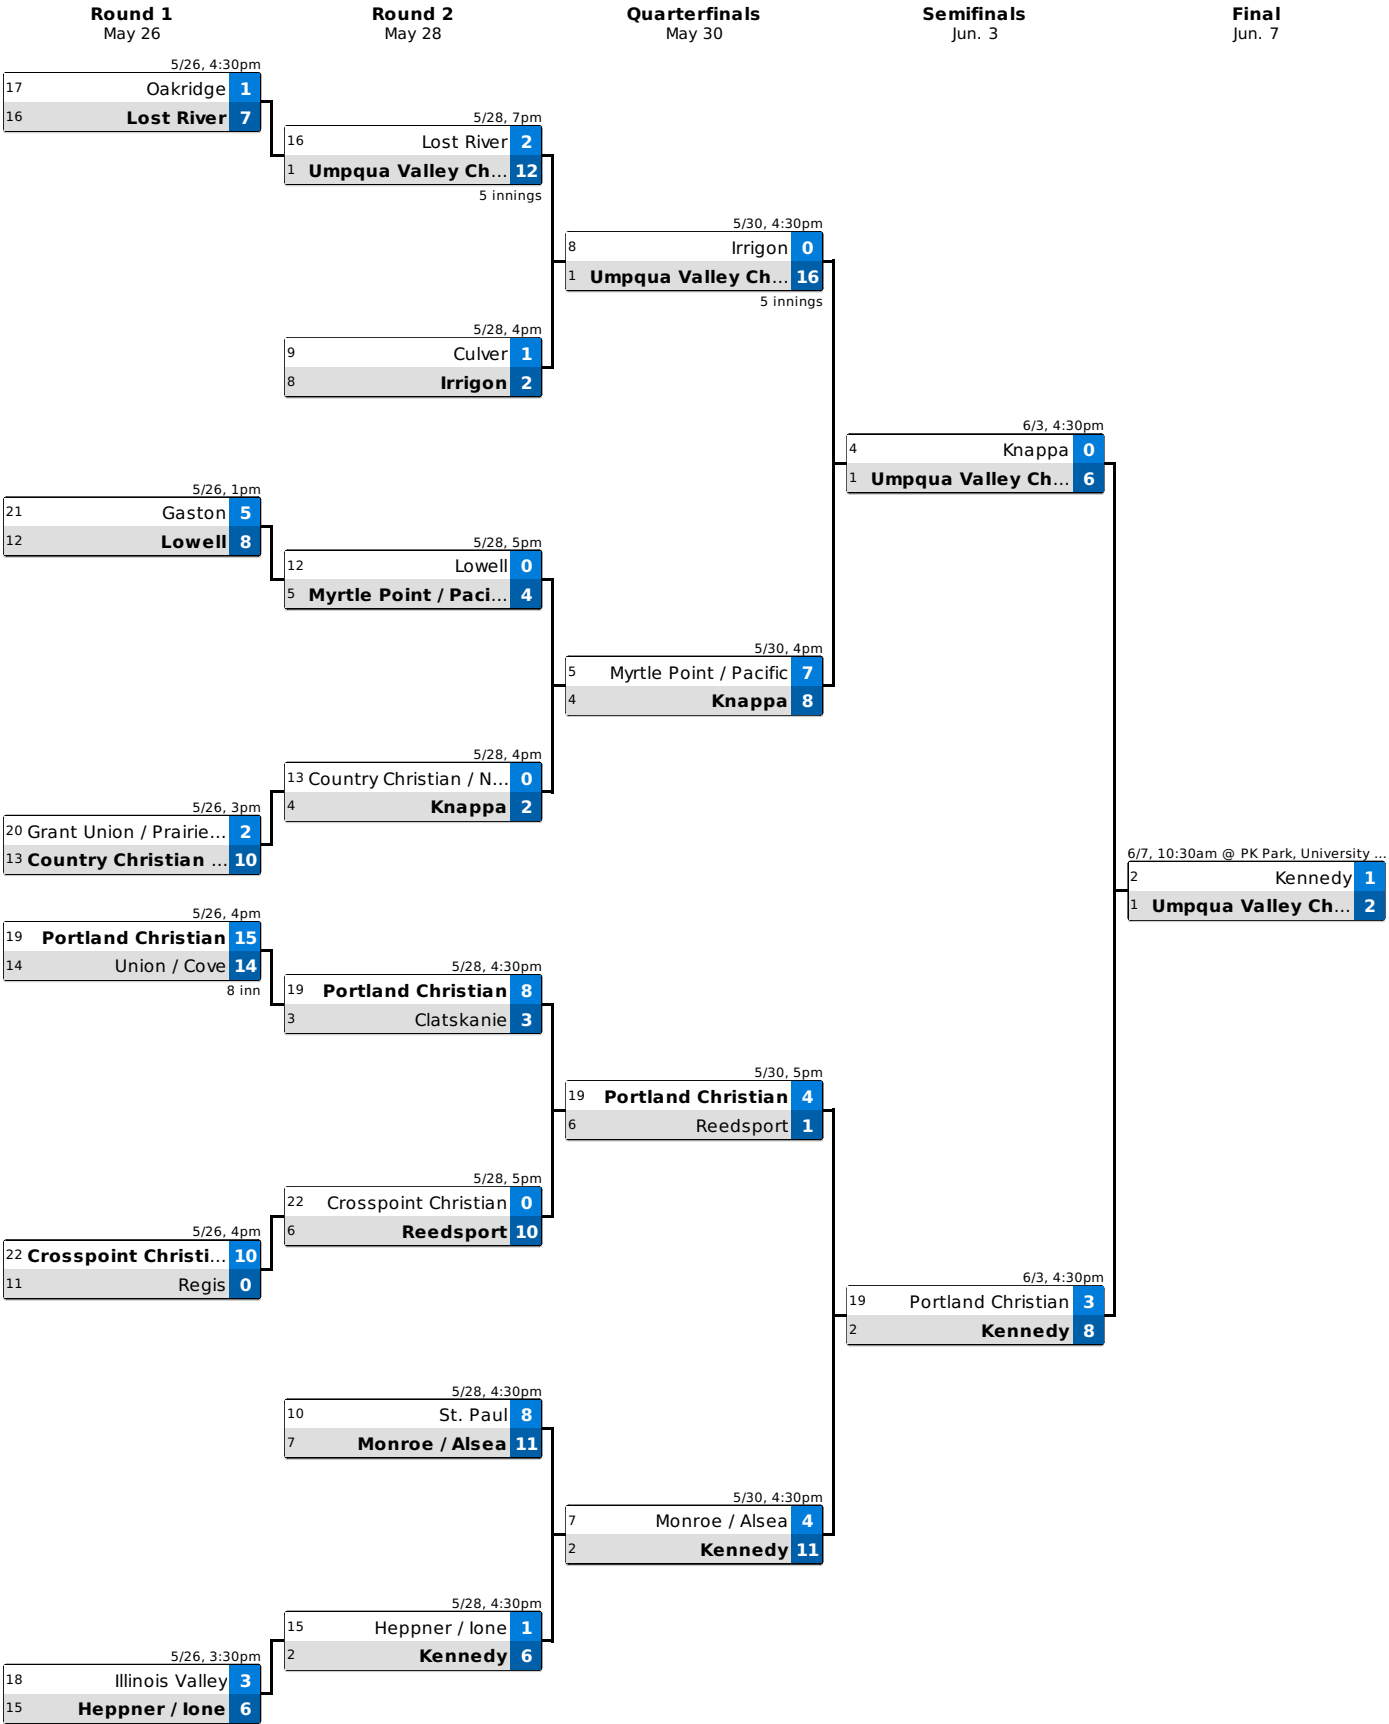 Round 1
May 26
Round 2
May 28
Quarterfinals
May 30
Semifinals
Jun. 3
Final
Jun. 7
5/26, 4:30pm
17 Oakridge 1
16 Lost River 7
5/28, 7pm
16 Lost River 2
1 Umpqua Valley Ch... 12
5 innings
5/30, 4:30pm
8 Irrigon 0
1 Umpqua Valley Ch... 16
5 innings
5/28, 4pm
9 Culver 1
8 Irrigon 2
6/3, 4:30pm
4 Knappa 0
1 Umpqua Valley Ch... 6
5/26, 1pm
21 Gaston 5
12 Lowell 8
5/28, 5pm
12 Lowell 0
5 Myrtle Point / Paci... 4
5/30, 4pm
5 Myrtle Point / Pacific 7
4 Knappa 8
5/28, 4pm
13 Country Christian / N... 0
4 Knappa 2
5/26, 3pm
20 Grant Union / Prairie... 2
13 Country Christian ... 10
6/7, 10:30am @ PK Park, University ...
2 Kennedy 1
1 Umpqua Valley Ch... 2
5/26, 4pm
19 Portland Christian 15
14 Union / Cove 14
8 inn
5/28, 4:30pm
19 Portland Christian 8
3 Clatskanie 3
5/30, 5pm
19 Portland Christian 4
6 Reedsport 1
5/28, 5pm
22 Crosspoint Christian 0
6 Reedsport 10
5/26, 4pm
22 Crosspoint Christi... 10
11 Regis 0
6/3, 4:30pm
19 Portland Christian 3
2 Kennedy 8
5/28, 4:30pm
10 St. Paul 8
7 Monroe / Alsea 11
5/30, 4:30pm
7 Monroe / Alsea 4
2 Kennedy 11
5/28, 4:30pm
15 Heppner / Ione 1
2 Kennedy 6
5/26, 3:30pm
18 Illinois Valley 3
15 Heppner / Ione 6